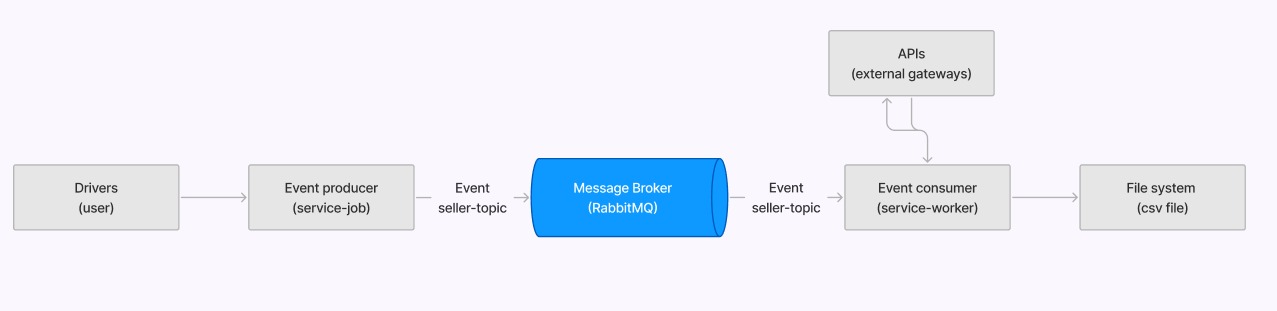 APIs
(external gateways)
Drivers
(user)
Event producer
(service-job)
Event
seller-topic
Message Broker
(RabbitMQ)
Event
seller-topic
Event consumer
(service-worker)
File system
(csv file)